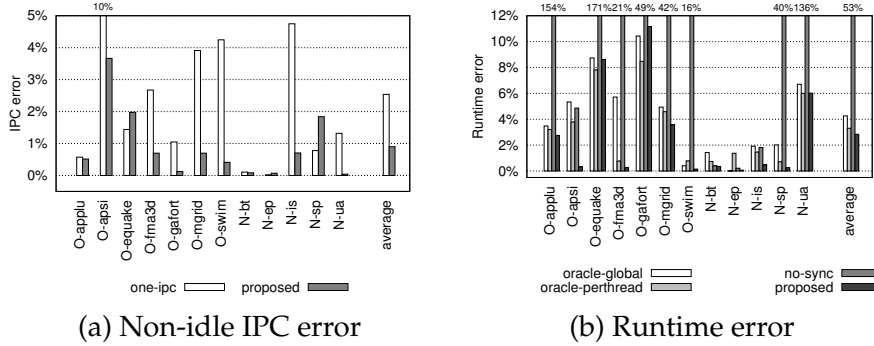 10%
5%
4%
3%
2%
1%
0%
IPC error
O-applu
O-apsi
O-equake
O-fma3d
O-gafort
O-mgrid
O-swim
N-bt
N-ep
N-is
N-sp
N-ua
average
one-ipc
proposed
(a) Non-idle IPC error
154% 171% 21% 49% 42% 16% 40% 136% 53%
12%
10%
8%
6%
4%
2%
0%
Runtime error
O-applu
O-apsi
O-equake
O-fma3d
O-gafort
O-mgrid
O-swim
N-bt
N-ep
N-is
N-sp
N-ua
average
oracle-global
oracle-perthread
no-sync
proposed
(b) Runtime error